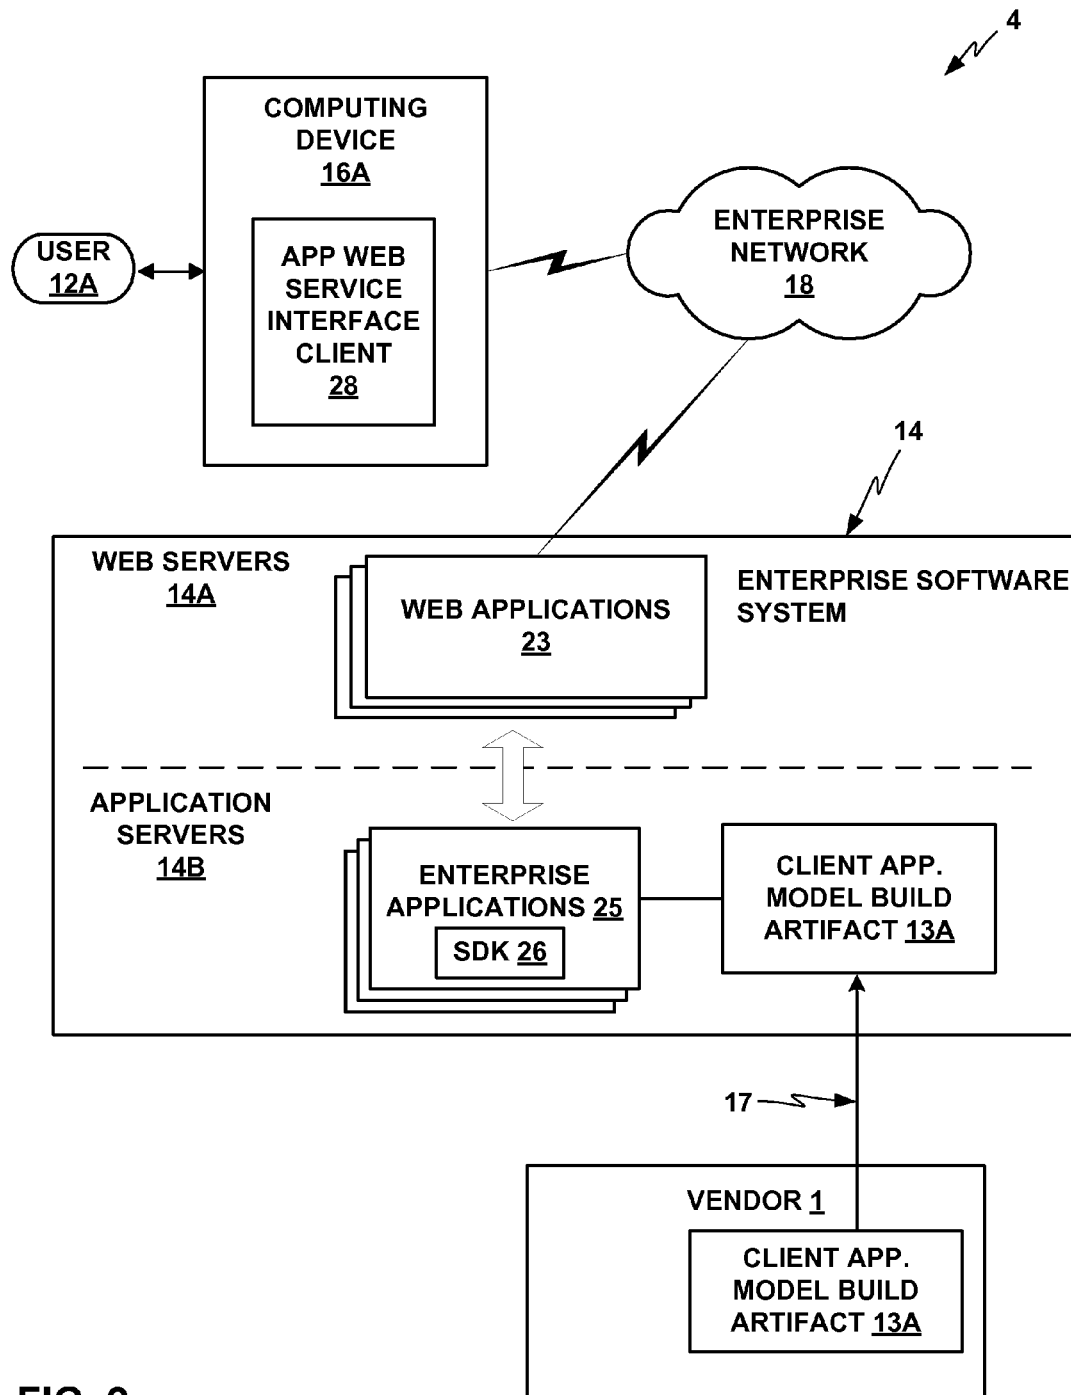 4
COMPUTING
DEVICE
16A
APP WEB
SERVICE
INTERFACE
CLIENT
28
USER
12A
ENTERPRISE
NETWORK
18
14
WEB SERVERS
14A
WEB APPLICATIONS
23
ENTERPRISE SOFTWARE
SYSTEM
APPLICATION
SERVERS
14B
ENTERPRISE
APPLICATIONS 25
SDK 26
CLIENT APP.
MODEL BUILD
ARTIFACT 13A
17
VENDOR 1
CLIENT APP.
MODEL BUILD
ARTIFACT 13A